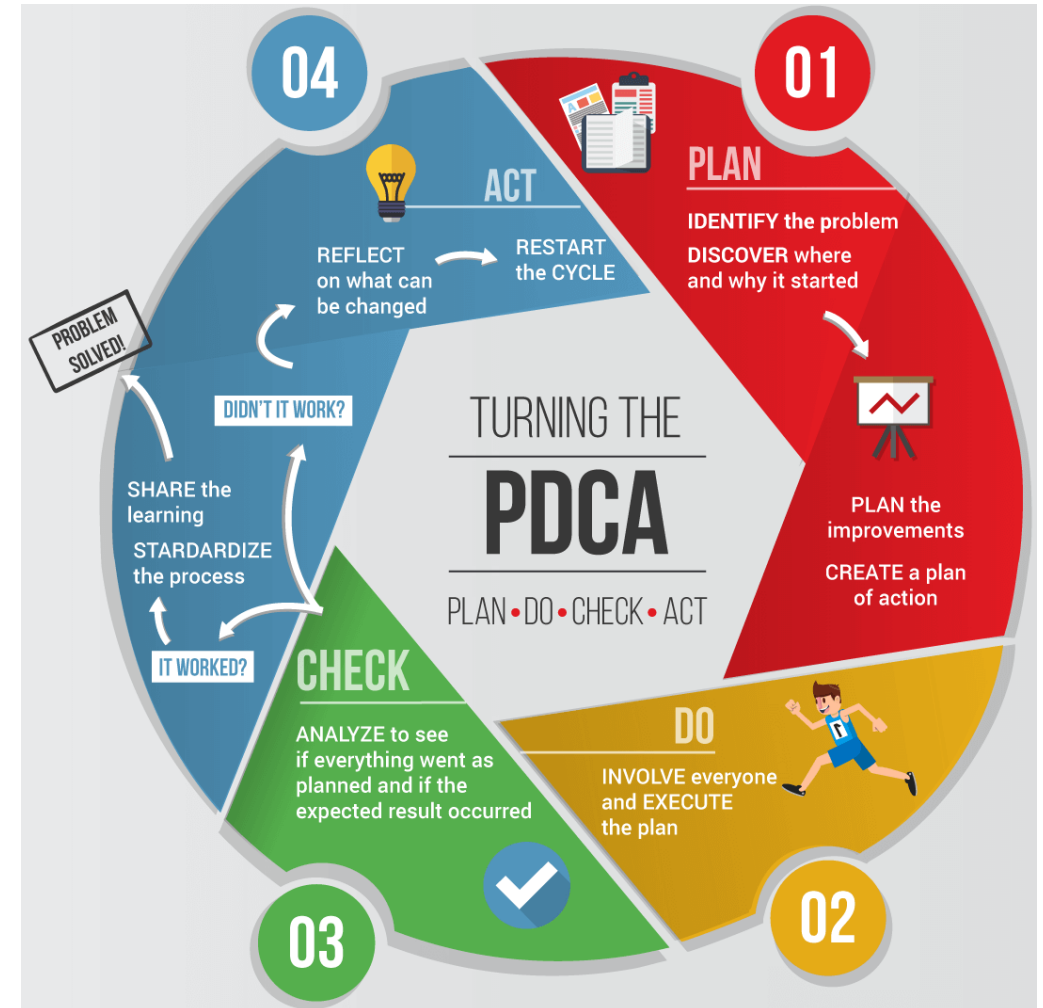 TURNING THE
PDCA
PLAN • DO • CHECK • ACT
01
PLAN
IDENTIFY the problem
DISCOVER where
and why it started
PLAN the
improvements
CREATE a plan
of action
02
DO
INVOLVE everyone
and EXECUTE
the plan
1
03
CHECK
ANALYZE to see
if everything went as
planned and if the
expected result occurred
04
ACT
IT WORKED?
STARDARDIZE
the process
SHARE the
learning
PROBLEM
SOLVED!
DIDN'T IT WORK?
REFLECT
on what can
be changed
RESTART
the CYCLE
A